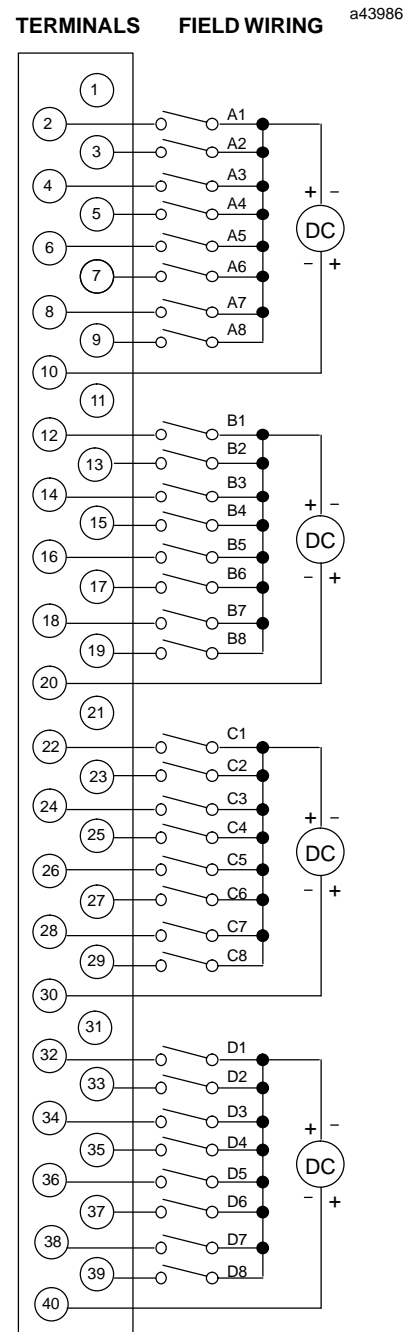 TERMINALS FIELD WIRING a43986
1
2 A1
3 A2
4 A3
+ −
5 A4
DC
6 A5
− +
7 A6
8 A7
9 A8
10
11
12 B1
13 B2
14 B3
+ −
15 B4
DC
16 B5
− +
17 B6
18 B7
19 B8
20
21
22 C1
23 C2
24 C3
+ −
25 C4
DC
26 C5
− +
27 C6
28 C7
29 C8
30
31
32 D1
33 D2
34 D3
+ −
35 D4
DC
36 D5
− +
37 D6
38 D7
39 D8
40